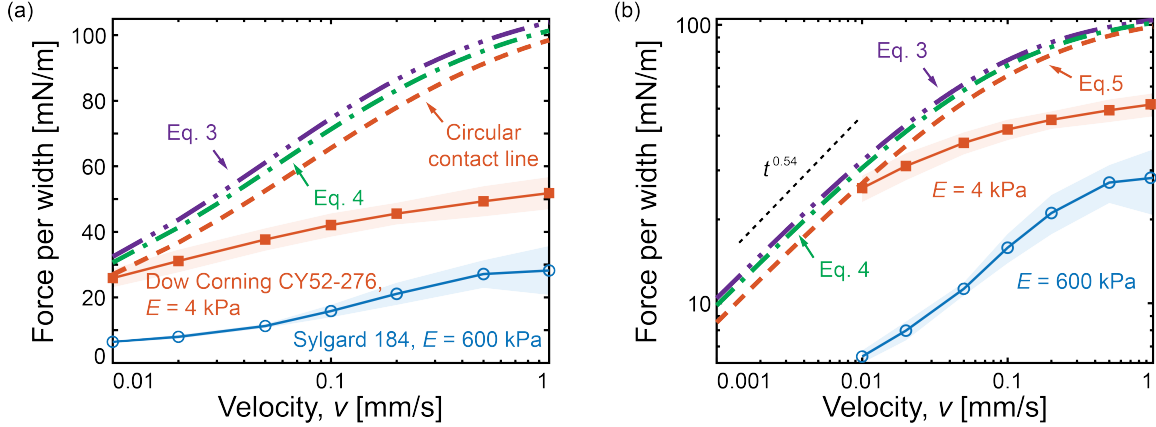 (a)
Force per width [mN/m]
100
80
60
40
20
0
Eq. 3
Eq. 4
Circular
contact line
Dow Corning CY52-276,
E = 4 kPa
Sylgard 184, E = 600 kPa
0.01
0.1
1
Velocity, v [mm/s]
(b)
Force per width [mN/m]
100
10
Eq. 3
Eq.5
t^0.54
E = 4 kPa
Eq. 4
E = 600 kPa
0.001
0.01
0.1
1
Velocity, v [mm/s]